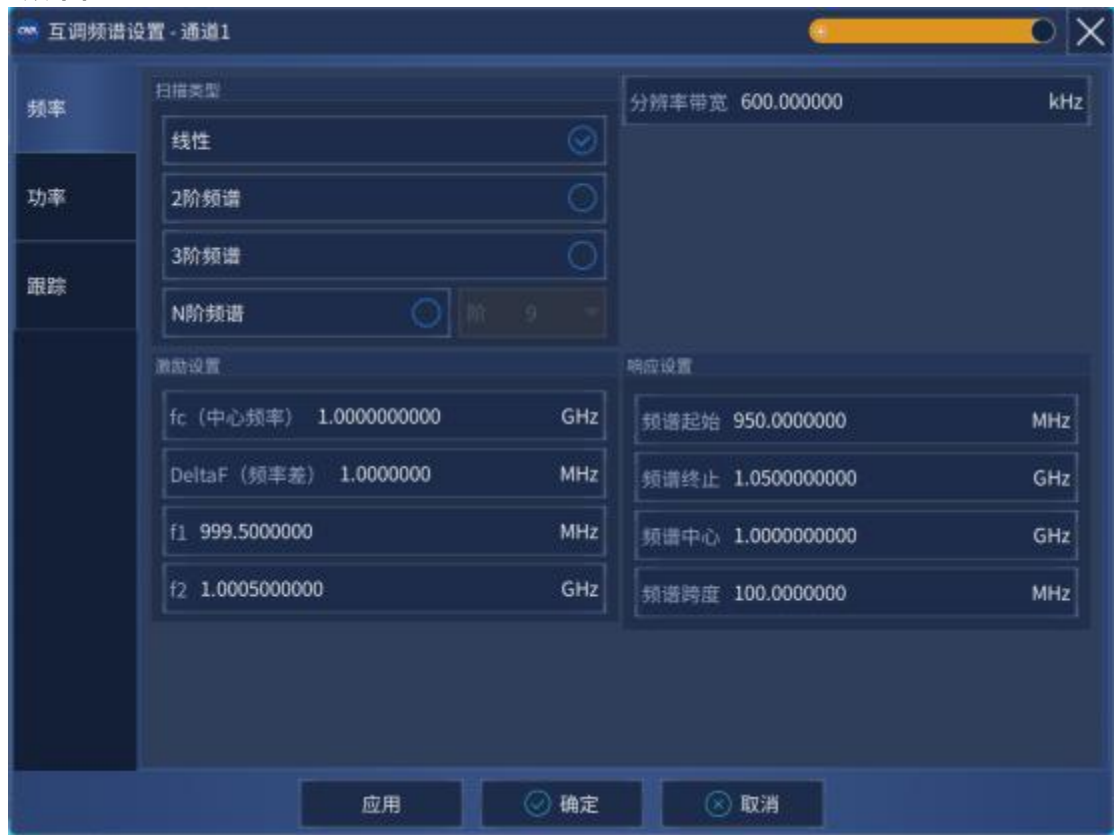 互调频谱设置 - 通道1
频率
功率
跟踪
扫描类型
线性
2阶频谱
3阶频谱
N阶频谱 阶 9
分辨率带宽 600.000000 kHz
激励设置
fc（中心频率） 1.0000000000 GHz
DeltaF（频率差） 1.0000000 MHz
f1 999.5000000 MHz
f2 1.0005000000 GHz
响应设置
频谱起始 950.0000000 MHz
频谱终止 1.0500000000 GHz
频谱中心 1.0000000000 GHz
频谱跨度 100.0000000 MHz
应用 确定 取消